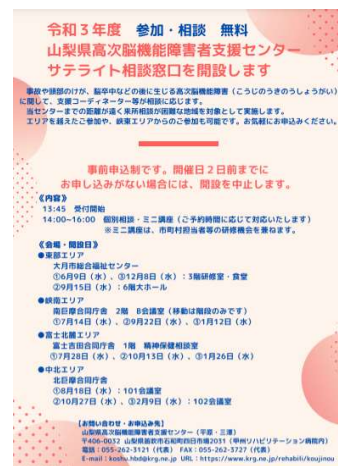 令和３年度 参加・相談 無料
山梨県高次脳機能障害者支援センター
サテライト相談窓口を開設します
事故や頭部のけが、脳卒中などの後に生じる高次脳機能障害（こうじのうきのうしょうがい）
に関して、支援コーディネーター等が相談に応じます。
当センターまでの距離が遠く来所相談が困難な地域を対象として実施します。
エリアを越えたご参加や、峡東エリアからのご参加も可能です。お気軽にお申込みください。
事前申込制です。開催日２日前までに
お申し込みがない場合には、開設を中止します。
《内容》
13:45 受付開始
14:00~16:00 個別相談・ミニ講座（ご予約時間に応じて対応いたします）
※ミニ講座は、市町村担当者等の研修機会を兼ねます。
《会場・開設日》
●東部エリア
大月市総合福祉センター
①6月9日（水）、③12月8日（水）：3階研修室・食堂
②9月15日（水）：6階大ホール
●峡南エリア
南巨摩合同庁舎 2階 B会議室（移動は階段のみです）
①7月14日（水）、②9月22日（水）、③1月12日（水）
●富士北麓エリア
富士吉田合同庁舎 1階 精神保健相談室
①7月28日（水）、②10月13日（水）、③1月26日（水）
●中北エリア
北巨摩合同庁舎
①8月18日（水）：101会議室
②10月27日（水）、③2月9日（水）：102会議室
【お問い合わせ・お申込み先】
山梨県高次脳機能障害者支援センター（平原・三澤）
〒406-0032 山梨県笛吹市石和町四日市場2031（甲州リハビリテーション病院内）
電話：055-262-3121（代表） FAX：055-262-3727（代表）
E-mail：koshu.hbd@krg.ne.jp URL：https://www.krg.ne.jp/rehabili/koujinou